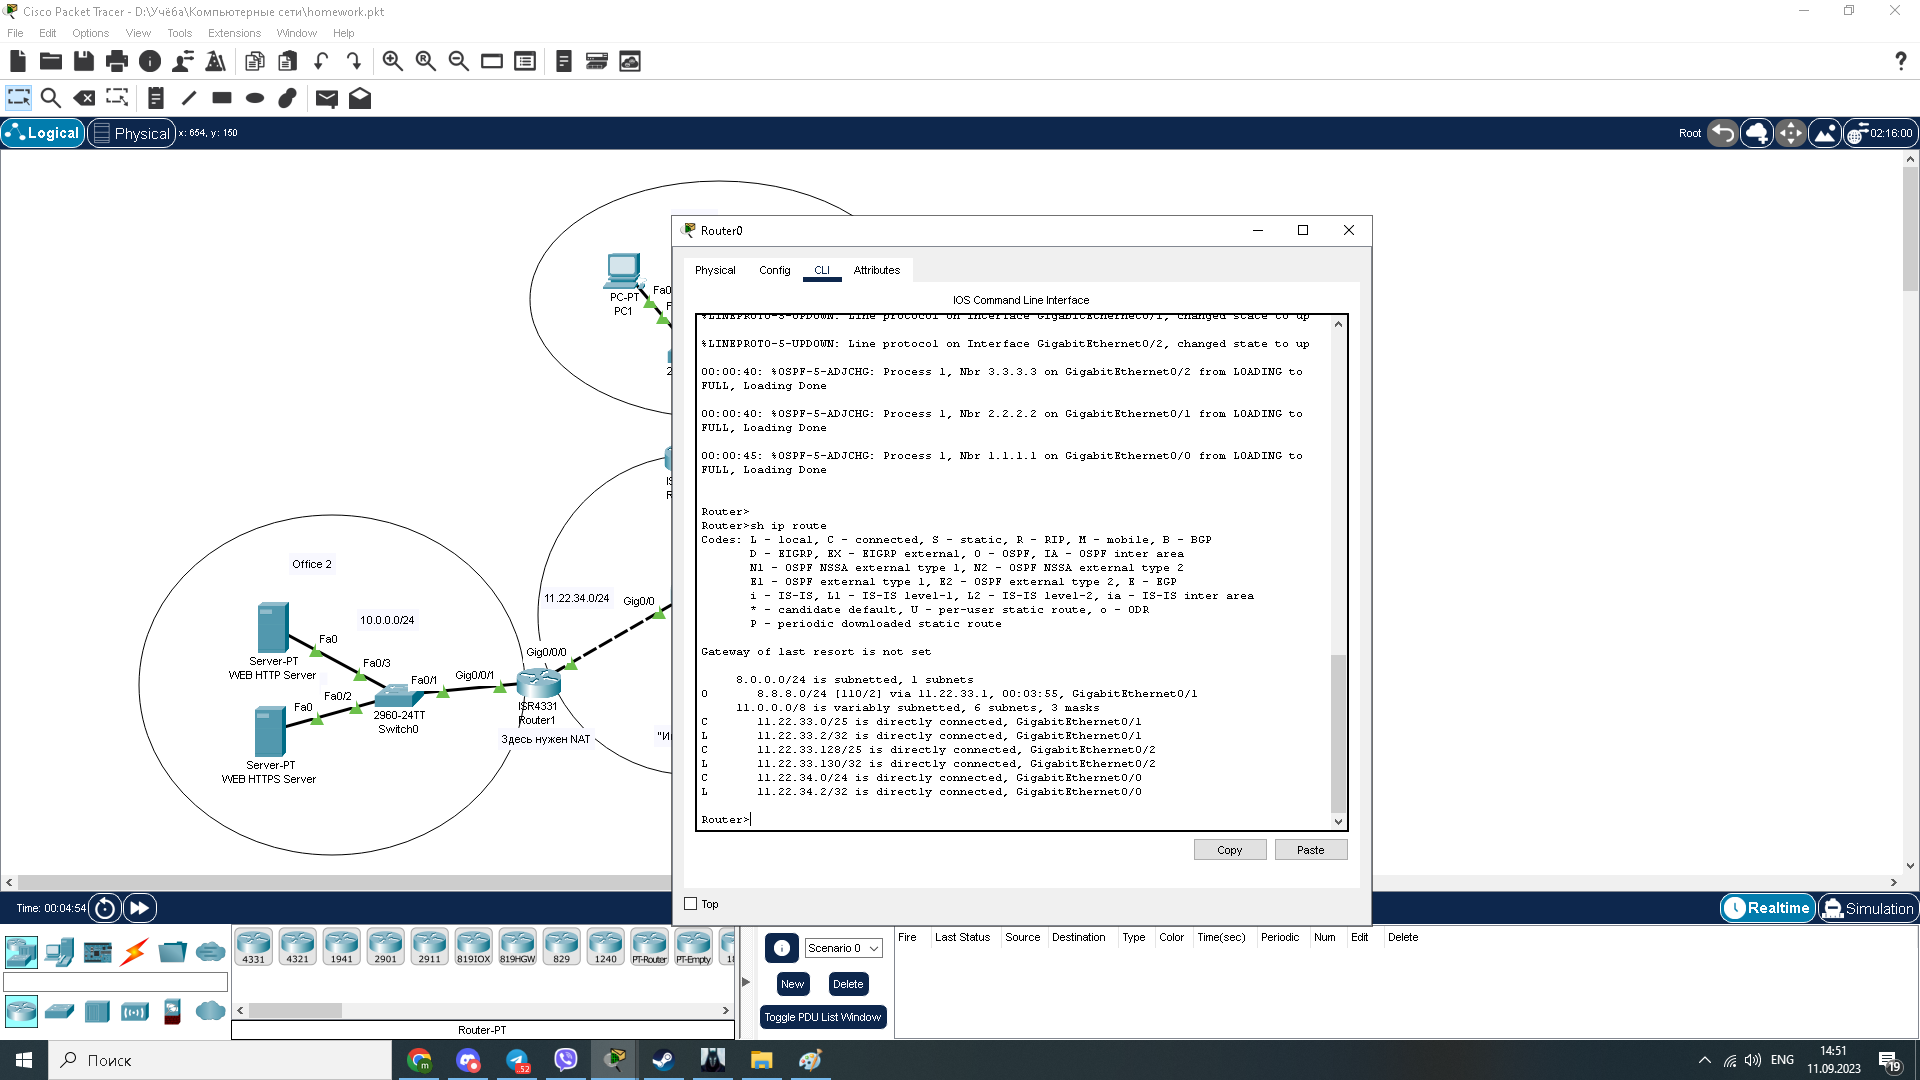 Cisco Packet Tracer - D:\Учёба\Компьютерные сети\homework.pkt
File Edit Options View Tools Extensions Window Help
Logical Physical x: 654, y: 150 Root 02:16:00
PC-PT
PC1
Fa0
Office 2
10.0.0.0/24
Fa0
Server-PT
WEB HTTP Server
Fa0/3
Fa0/2
Fa0/1
Gig0/0/1
Fa0
2960-24TT
Switch0
Server-PT
WEB HTTPS Server
11.22.34.0/24
Gig0/0
Gig0/0/0
ISR4331
Router1
Здесь нужен NAT
Router0
Physical Config CLI Attributes
IOS Command Line Interface
%LINEPROTO-5-UPDOWN: Line protocol on Interface GigabitEthernet0/1, changed state to up
%LINEPROTO-5-UPDOWN: Line protocol on Interface GigabitEthernet0/2, changed state to up
00:00:40: %OSPF-5-ADJCHG: Process 1, Nbr 3.3.3.3 on GigabitEthernet0/2 from LOADING to
FULL, Loading Done
00:00:40: %OSPF-5-ADJCHG: Process 1, Nbr 2.2.2.2 on GigabitEthernet0/1 from LOADING to
FULL, Loading Done
00:00:45: %OSPF-5-ADJCHG: Process 1, Nbr 1.1.1.1 on GigabitEthernet0/0 from LOADING to
FULL, Loading Done
Router>
Router>sh ip route
Codes: L - local, C - connected, S - static, R - RIP, M - mobile, B - BGP
D - EIGRP, EX - EIGRP external, O - OSPF, IA - OSPF inter area
N1 - OSPF NSSA external type 1, N2 - OSPF NSSA external type 2
E1 - OSPF external type 1, E2 - OSPF external type 2, E - EGP
i - IS-IS, L1 - IS-IS level-1, L2 - IS-IS level-2, ia - IS-IS inter area
* - candidate default, U - per-user static route, o - ODR
P - periodic downloaded static route
Gateway of last resort is not set
8.0.0.0/24 is subnetted, 1 subnets
O 8.8.8.0/24 [110/2] via 11.22.33.1, 00:03:55, GigabitEthernet0/1
11.0.0.0/8 is variably subnetted, 6 subnets, 3 masks
C 11.22.33.0/25 is directly connected, GigabitEthernet0/1
L 11.22.33.2/32 is directly connected, GigabitEthernet0/1
C 11.22.33.128/25 is directly connected, GigabitEthernet0/2
L 11.22.33.130/32 is directly connected, GigabitEthernet0/2
C 11.22.34.0/24 is directly connected, GigabitEthernet0/0
L 11.22.34.2/32 is directly connected, GigabitEthernet0/0
Router>
Copy Paste
Top
Time: 00:04:54 Realtime Simulation
4331 4321 1941 2901 2911 819IOX 819HGW 829 1240 PT-Router PT-Empty
Router-PT
Scenario 0
New Delete
Toggle PDU List Window
Fire Last Status Source Destination Type Color Time(sec) Periodic Num Edit Delete
Поиск
52
ENG
14:51
11.09.2023
19